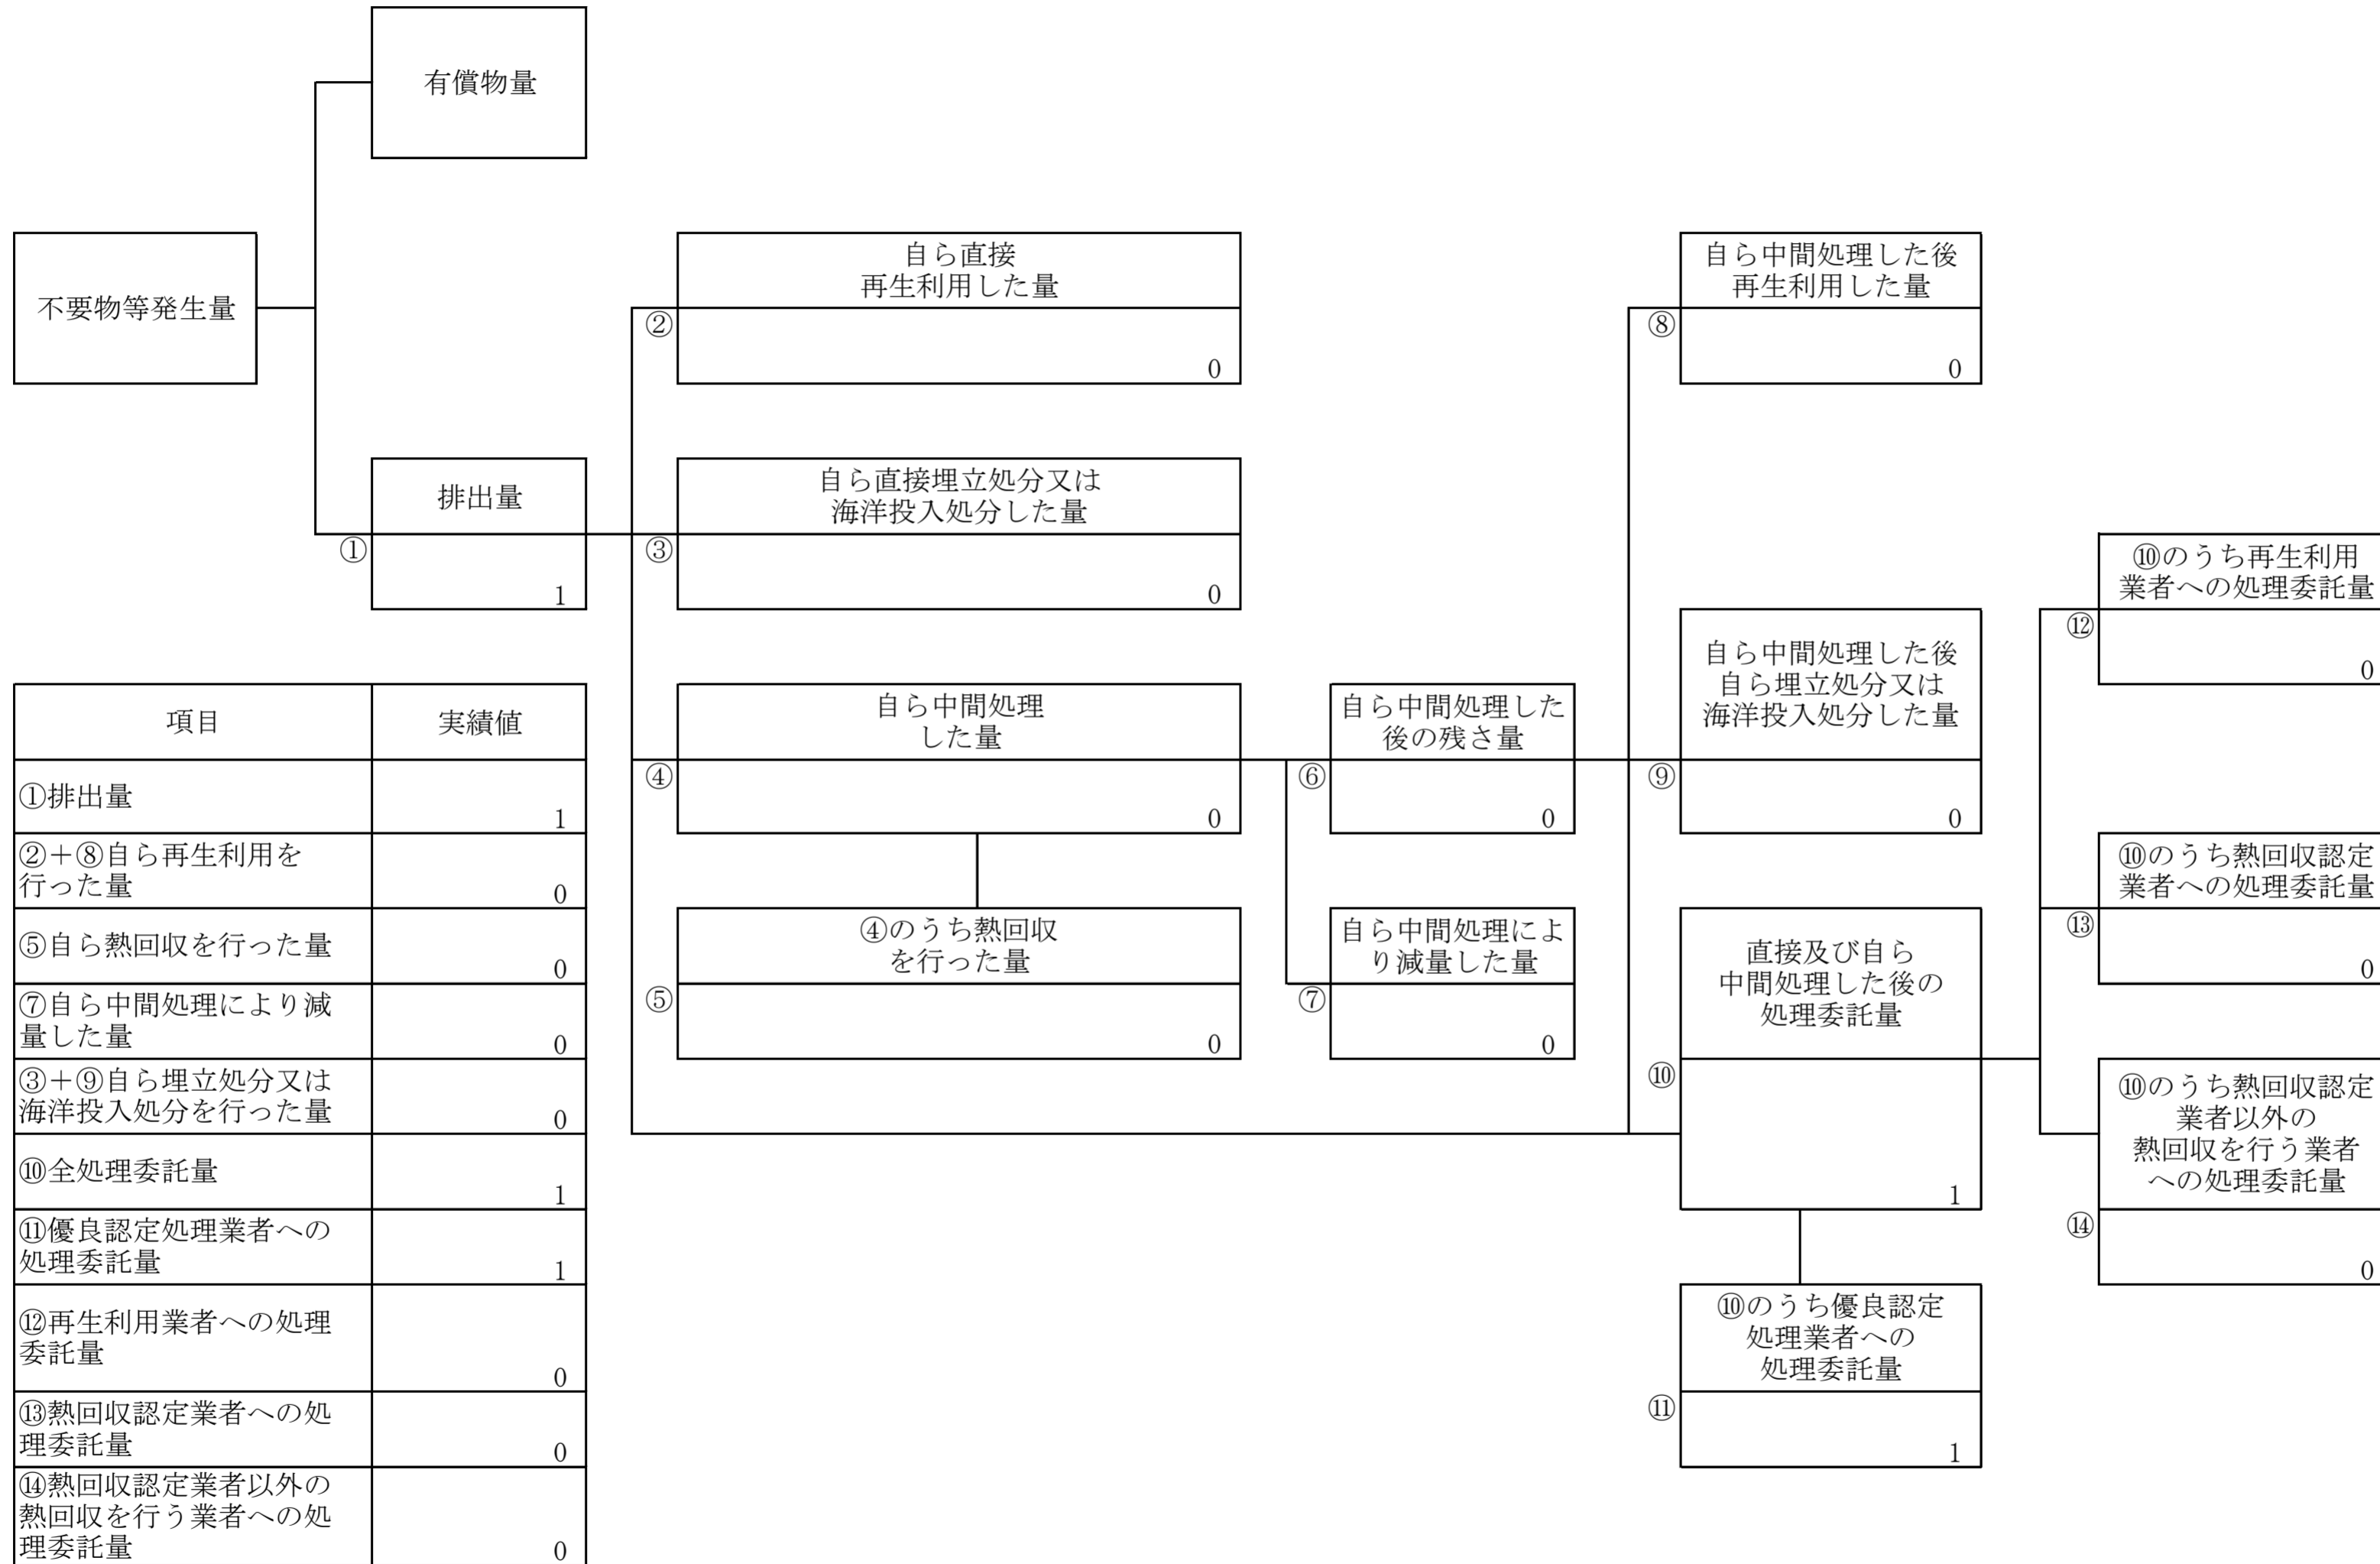 有償物量
不要物等発生量
自ら直接
再生利用した量
②
0
自ら中間処理した後
再生利用した量
⑧
0
排出量
①
1
自ら直接埋立処分又は
海洋投入処分した量
③
0
⑩のうち再生利用
業者への処理委託量
⑫
0
自ら中間処理
した量
④
0
自ら中間処理した
後の残さ量
⑥
0
自ら中間処理した後
自ら埋立処分又は
海洋投入処分した量
⑨
0
⑩のうち熱回収認定
業者への処理委託量
⑬
0
④のうち熱回収
を行った量
⑤
0
自ら中間処理によ
り減量した量
⑦
0
直接及び自ら
中間処理した後の
処理委託量
⑩
1
⑩のうち熱回収認定
業者以外の
熱回収を行う業者
への処理委託量
⑭
0
⑩のうち優良認定
処理業者への
処理委託量
⑪
1
項目 実績値
①排出量
1
②+⑧自ら再生利用を
行った量
0
⑤自ら熱回収を行った量
0
⑦自ら中間処理により減
量した量
0
③+⑨自ら埋立処分又は
海洋投入処分を行った量
0
⑩全処理委託量
1
⑪優良認定処理業者への
処理委託量
1
⑫再生利用業者への処理
委託量
0
⑬熱回収認定業者への処
理委託量
0
⑭熱回収認定業者以外の
熱回収を行う業者への処
理委託量
0